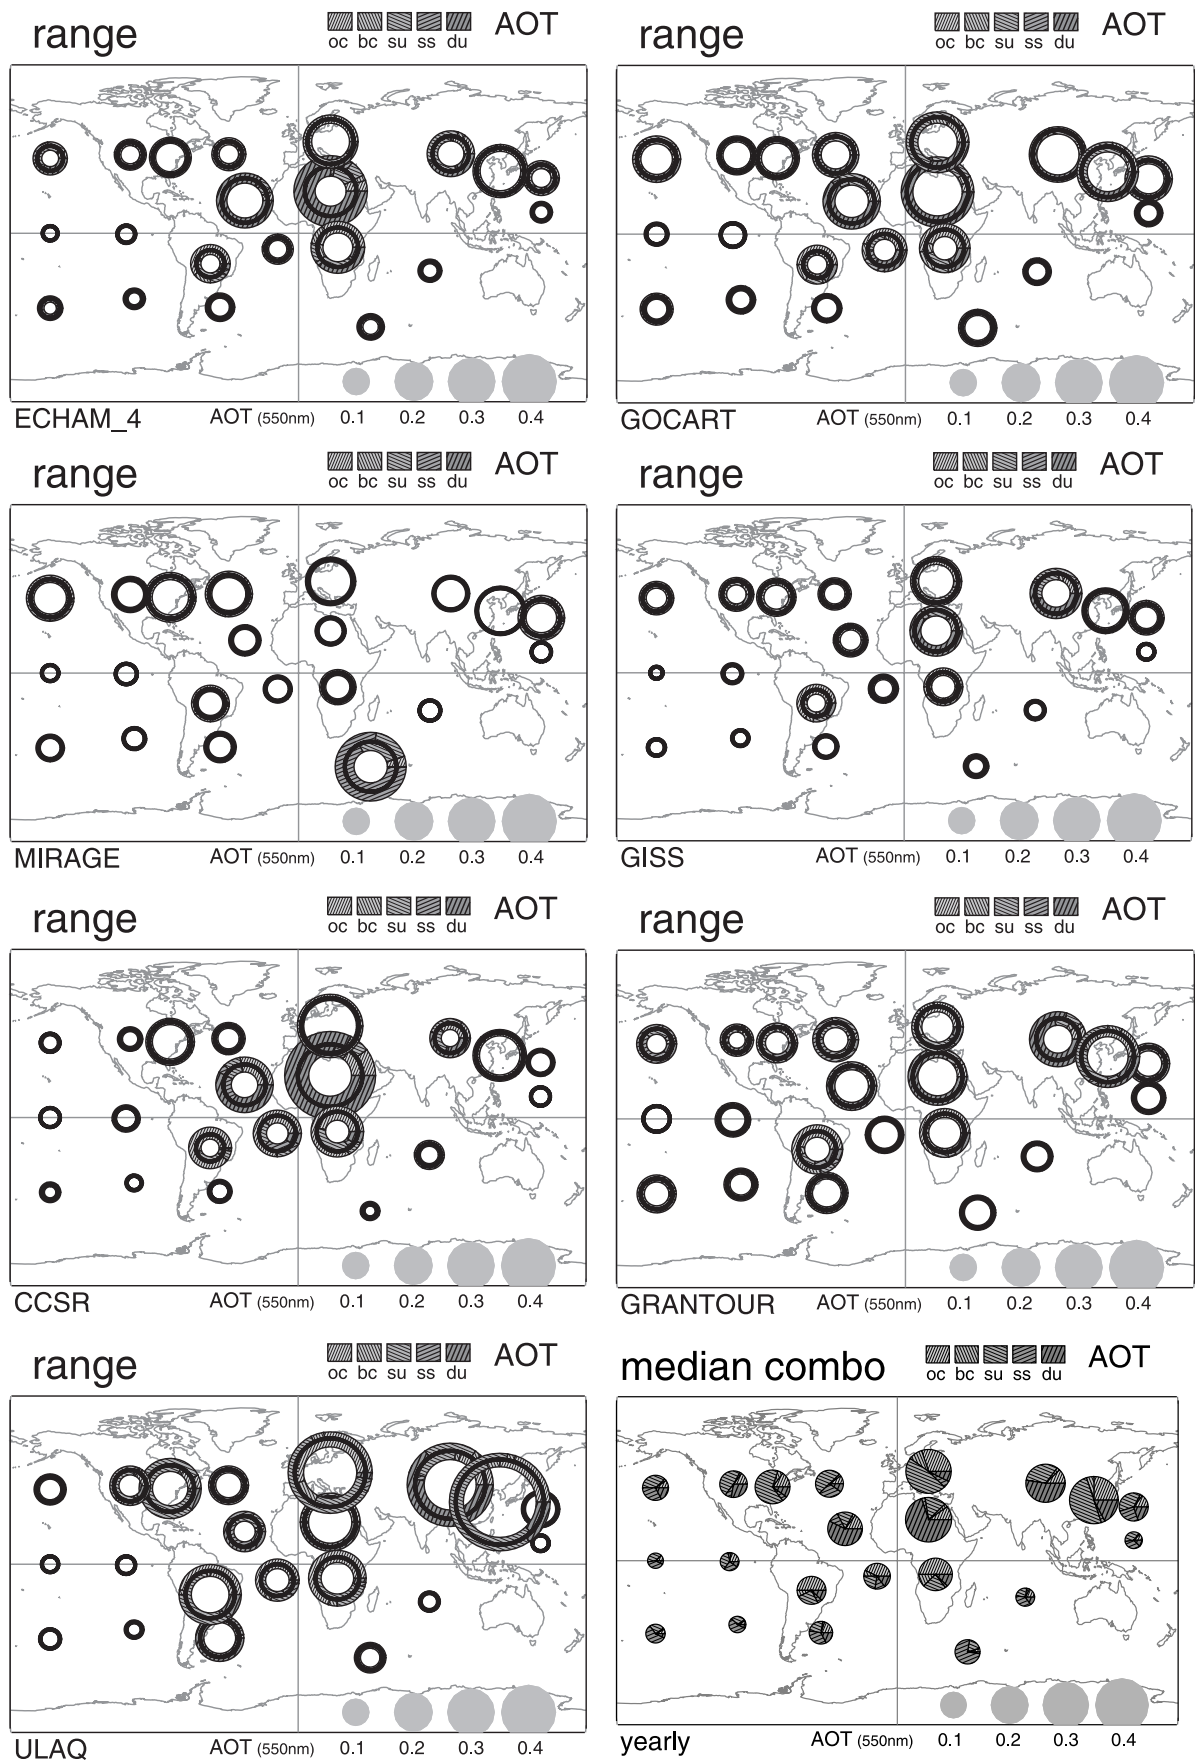 range AOT
oc bc su ss du
ECHAM_4 AOT (550nm) 0.1 0.2 0.3 0.4
range AOT
oc bc su ss du
GOCART AOT (550nm) 0.1 0.2 0.3 0.4
range AOT
oc bc su ss du
MIRAGE AOT (550nm) 0.1 0.2 0.3 0.4
range AOT
oc bc su ss du
GISS AOT (550nm) 0.1 0.2 0.3 0.4
range AOT
oc bc su ss du
CCSR AOT (550nm) 0.1 0.2 0.3 0.4
range AOT
oc bc su ss du
GRANTOUR AOT (550nm) 0.1 0.2 0.3 0.4
range AOT
oc bc su ss du
ULAQ AOT (550nm) 0.1 0.2 0.3 0.4
median combo AOT
oc bc su ss du
yearly AOT (550nm) 0.1 0.2 0.3 0.4